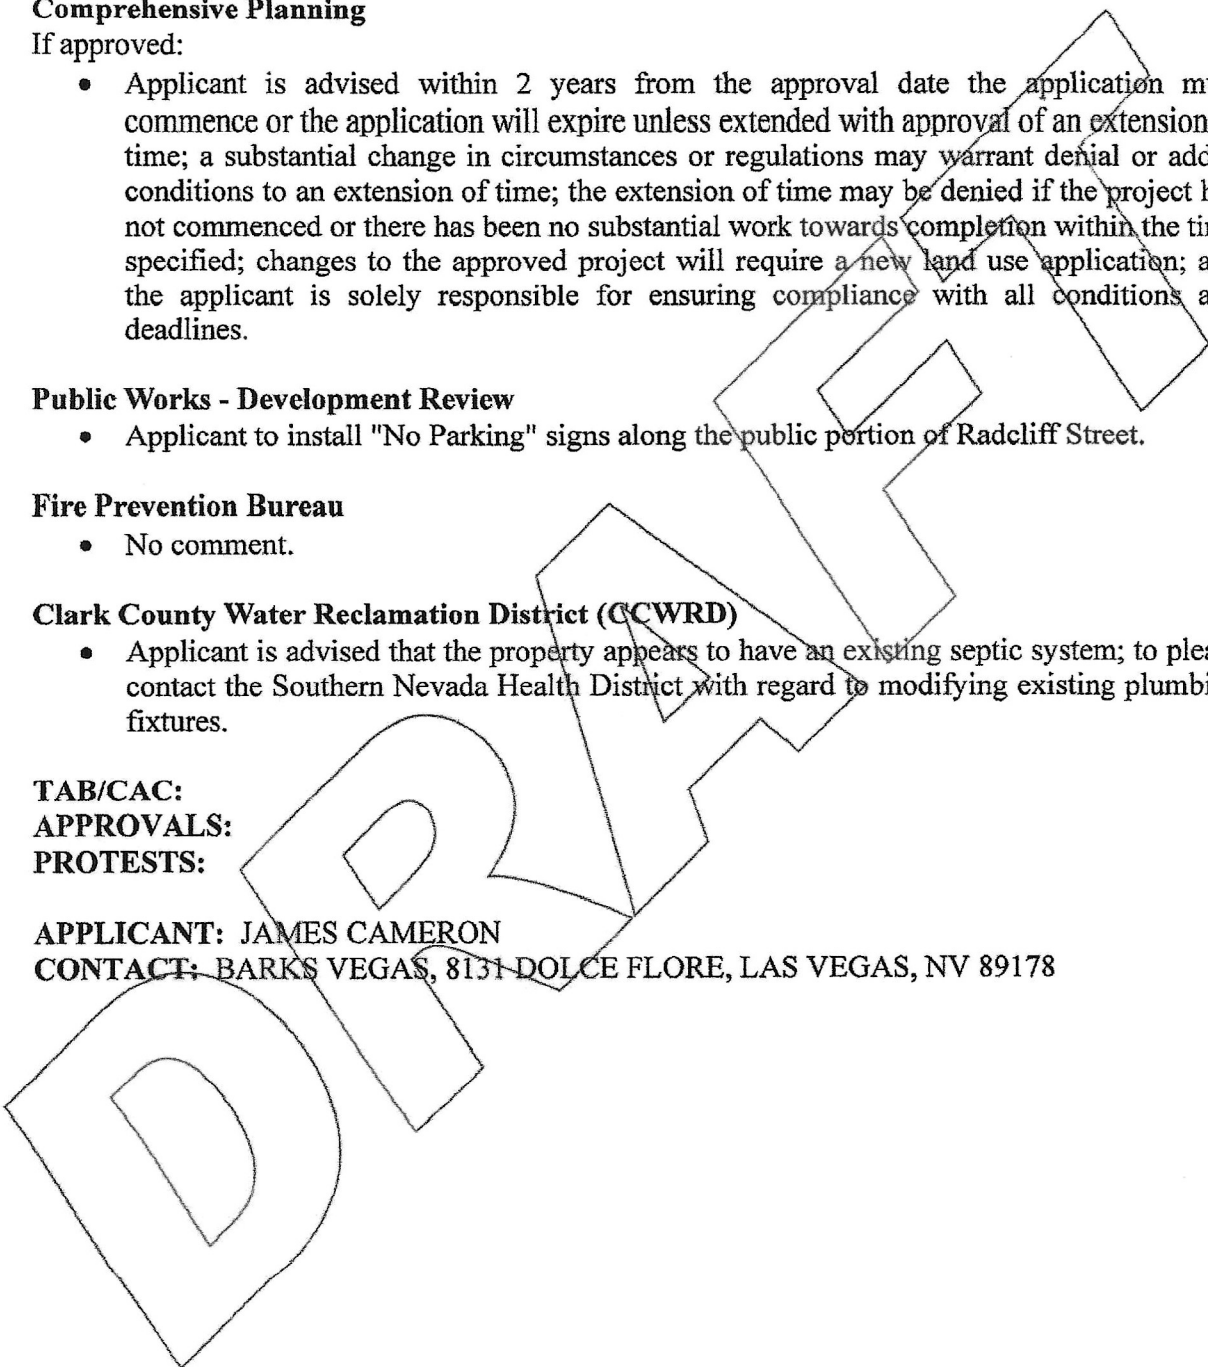 Comprehensive Planning
If approved:
• Applicant is advised within 2 years from the approval date the application
commence or the application will expire unless extended with approval of an extension
time; a substantial change in circumstances or regulations may warrant denial or
conditions to an extension of time; the extension of time may be denied if the project
not commenced or there has been no substantial work towards completion within the
specified; changes to the approved project will require a new land use application;
the applicant is solely responsible for ensuring compliance with all conditions
deadlines.
Public Works - Development Review
• Applicant to install "No Parking" signs along the public portion of Radcliff Street.
Fire Prevention Bureau
• No comment.
Clark County Water Reclamation District (CCWRD)
• Applicant is advised that the property appears to have an existing septic system; to
contact the Southern Nevada Health District with regard to modifying existing
fixtures.
TAB/CAC:
APPROVALS:
PROTESTS:
APPLICANT: JAMES CAMERON
CONTACT: BARKS VEGAS, 8131 DOLCE FLORE, LAS VEGAS, NV 89178
DRAFT